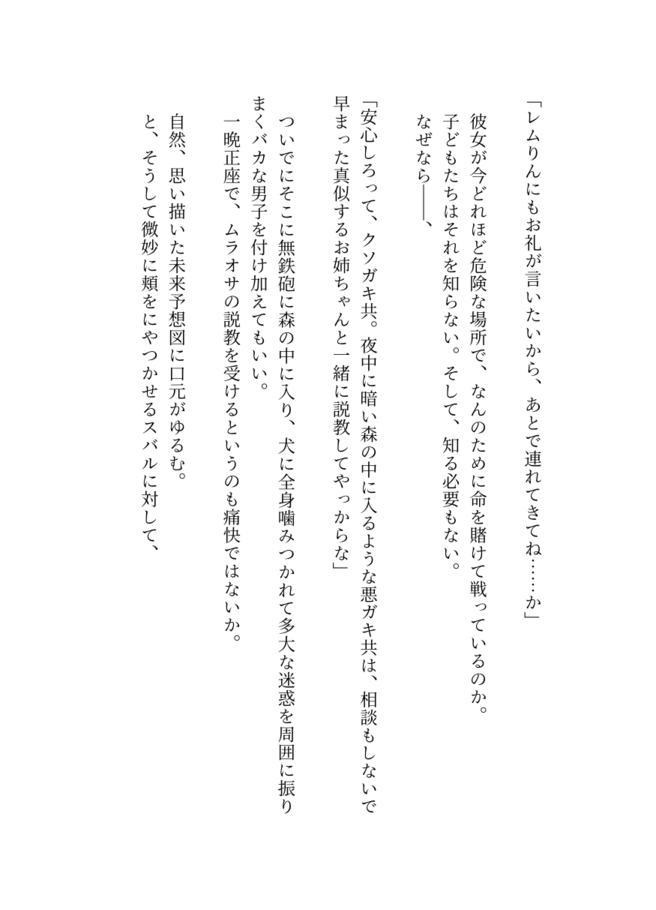 「レムりんにもお礼が言いたいから、あとで連れてきてね……か」
彼女が今どれほど危険な場所で、なんのために命を賭けて戦っているのか。
子どもたちはそれを知らない。そして、知る必要もない。
なぜなら――、
「安心しろって、クソガキ共。夜中に暗い森の中に入るような悪ガキ共は、相談もしないで
早まった真似するお姉ちゃんと一緒に説教してやっからな」
ついでにそこに無鉄砲に森の中に入り、犬に全身噛みつかれて多大な迷惑を周囲に振り
まくバカな男子を付け加えてもいい。
一晩正座で、ムラオサの説教を受けるというのも痛快ではないか。
自然、思い描いた未来予想図に口元がゆるむ。
と、そうして微妙に頬をにやつかせるスバルに対して、